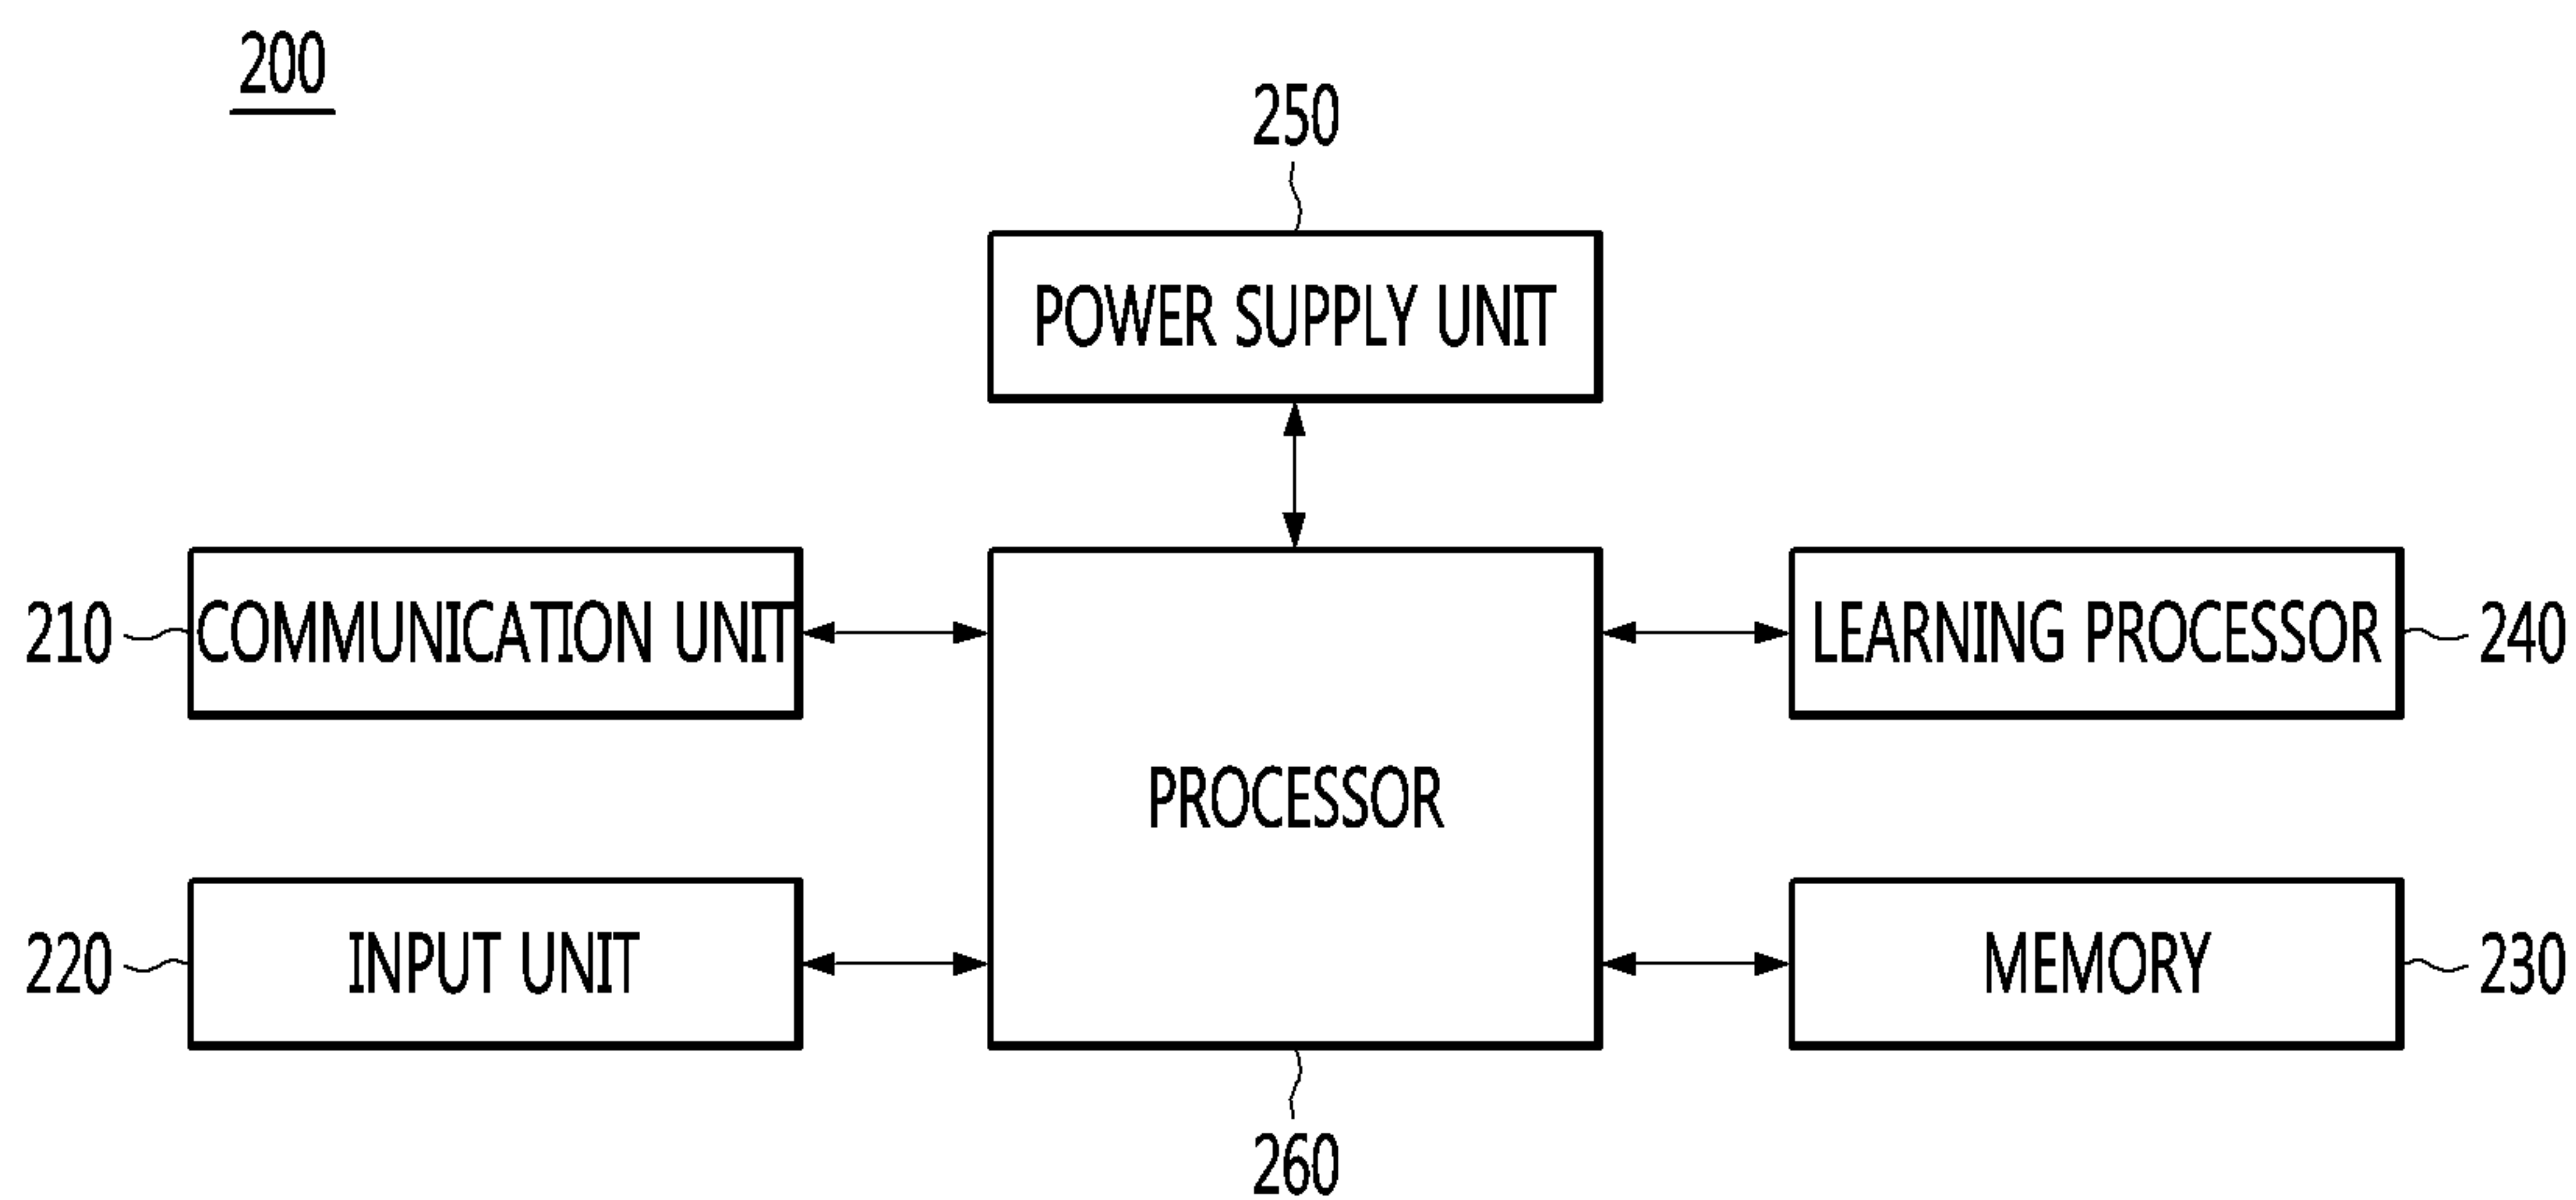 200
250
POWER SUPPLY UNIT
210
COMMUNICATION UNIT
LEARNING PROCESSOR
240
PROCESSOR
220
INPUT UNIT
MEMORY
230
260